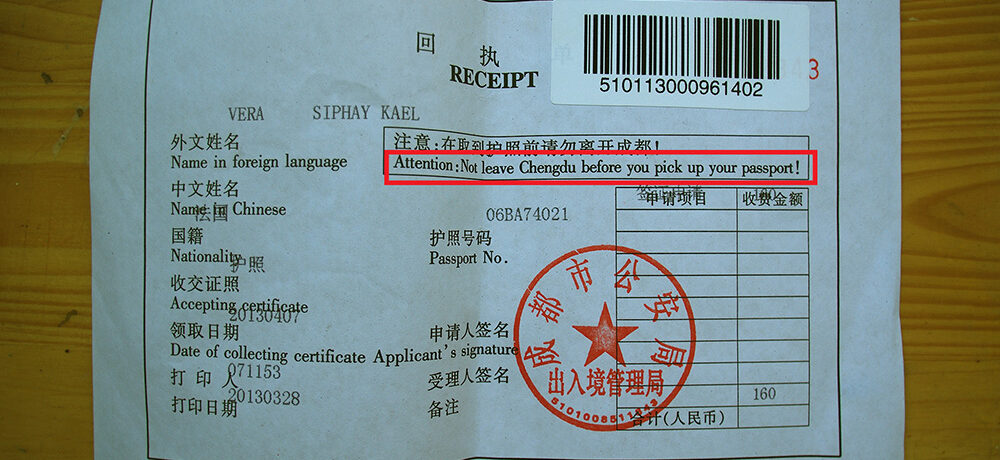 回 执
RECEIPT
3
510113000961402
VERA SIPHAY KAEL
外文姓名
Name in foreign language
注意:在取到护照前请勿离开成都!
Attention:Not leave Chengdu before you pick up your passport!
中文姓名
Name in Chinese
法国
06BA74021
签证申请 160
申请项目 收费金额
国籍
Nationality
护照
护照号码
Passport No.
收交证照
Accepting certificate
20130407
领取日期
Date of collecting certificate
申请人签名
Applicant's signature
打印人
071153
受理人签名
打印日期
20130328
备注
160
合计(人民币)
成都市公安局
出入境管理局